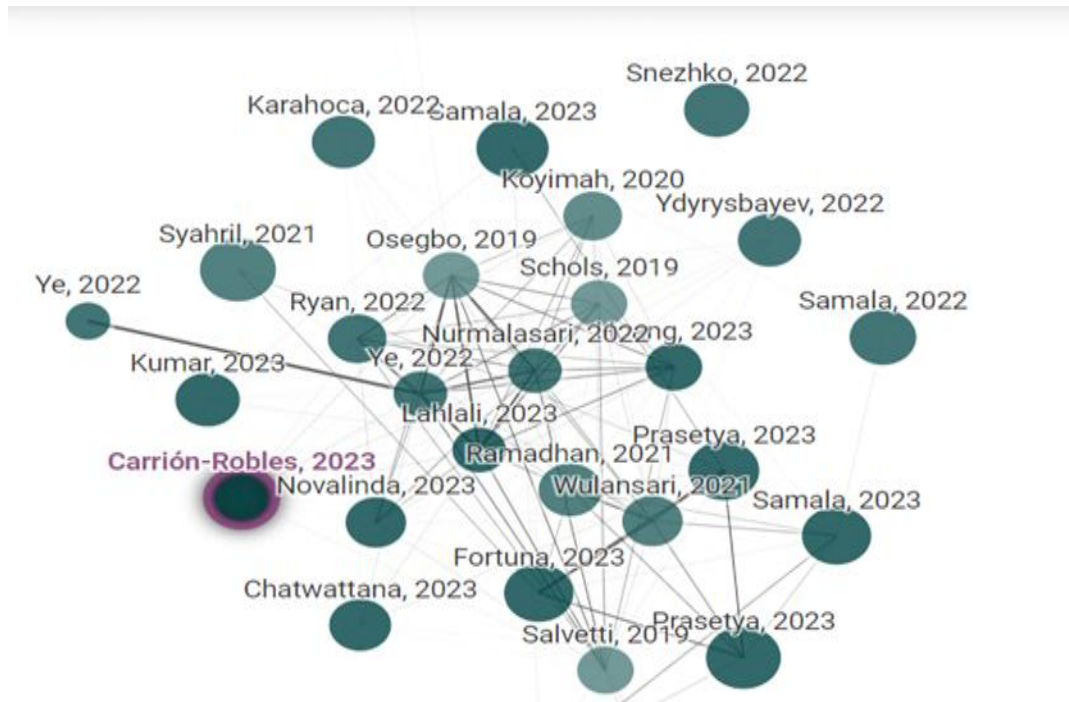 Snezhko, 2022
Karahoca, 2022
Samala, 2023
Koyimah, 2020
Ydyrysbayev, 2022
Syahril, 2021
Osegbo, 2019
Schols, 2019
Ye, 2022
Ryan, 2022
Samala, 2022
Nurmalasari, 2022
ng, 2023
Ye, 2022
Kumar, 2023
Lahlali, 2023
Prasetya, 2023
Ramadhan, 2021
Carrión-Robles, 2023
Novalinda, 2023
Wulansari, 2021
Samala, 2023
Fortuna, 2023
Chatwattana, 2023
Prasetya, 2023
Salvetti, 2019